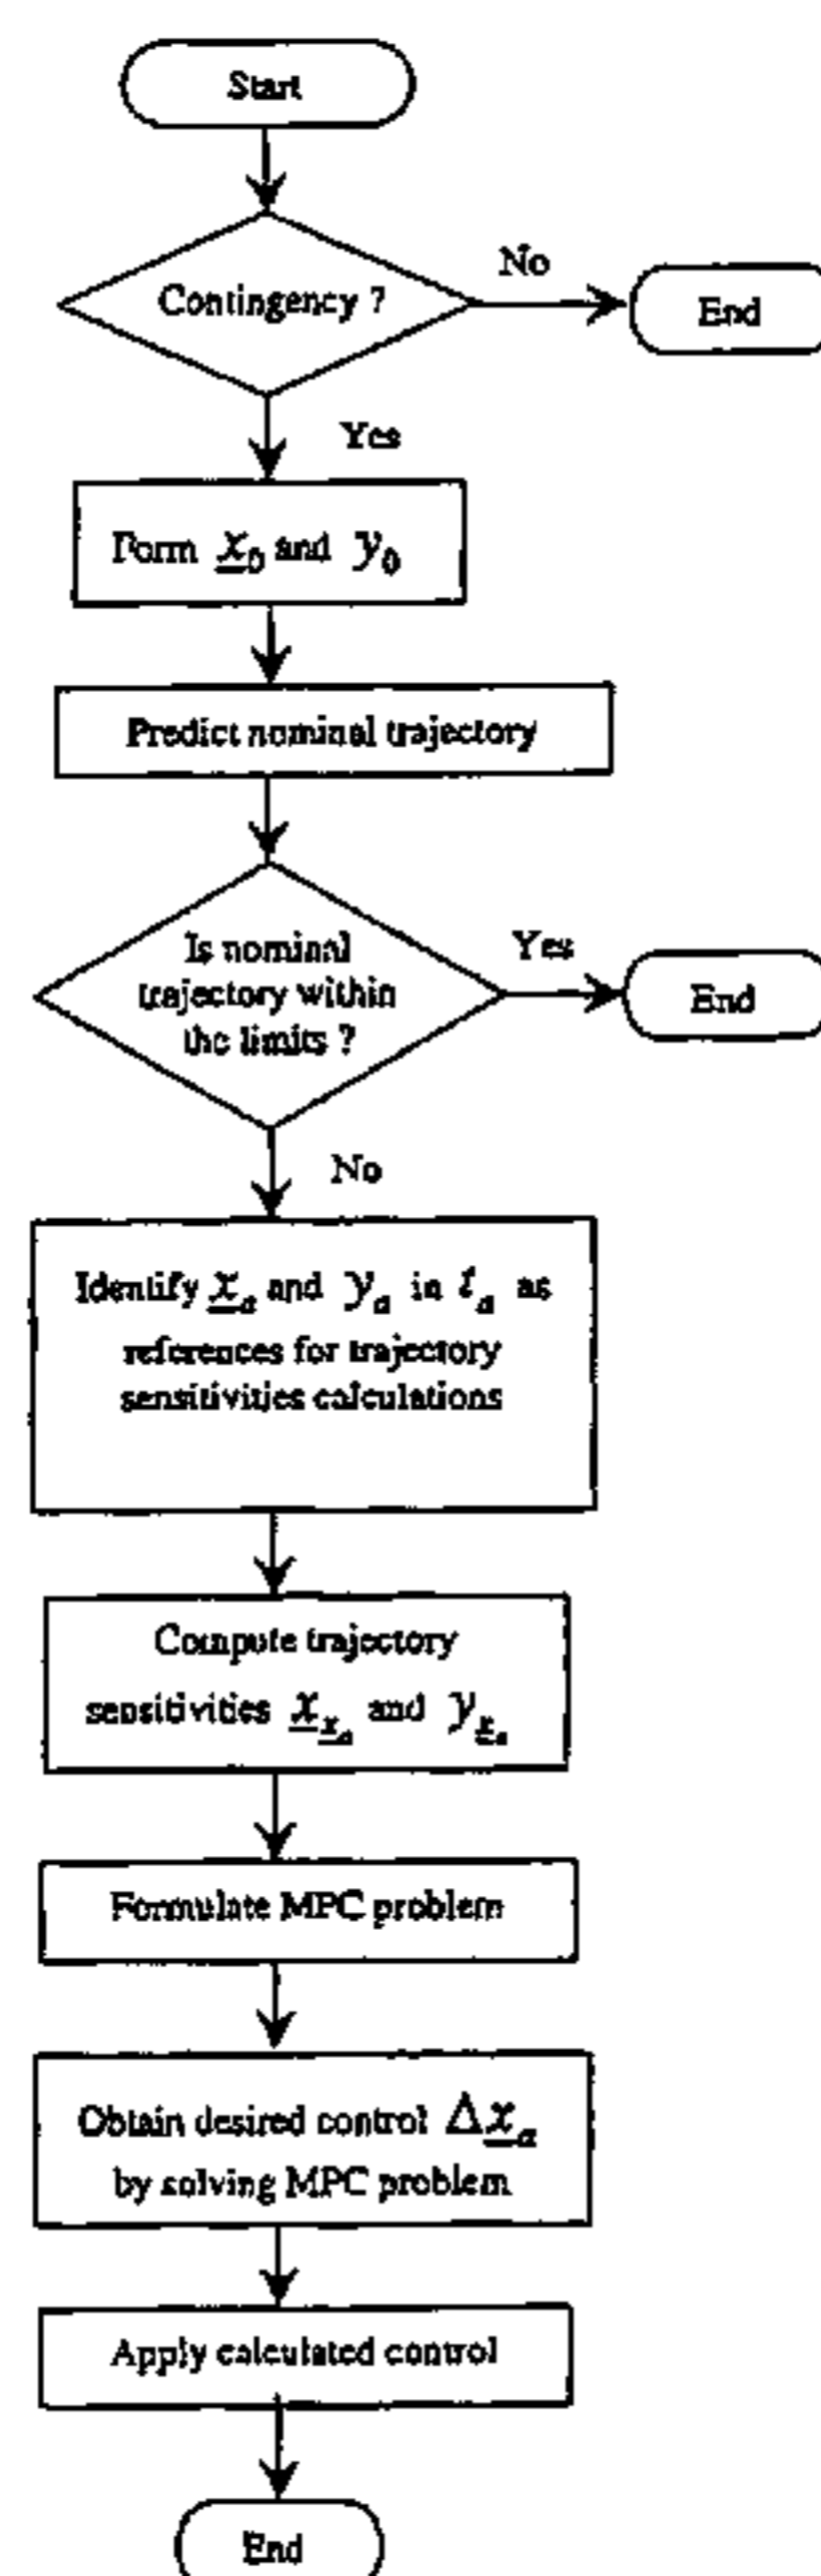 Start
Contingency ?
No
End
Yes
Form x₀ and y₀
Predict nominal trajectory
Is nominal
trajectory within
the limits ?
Yes
End
No
Identify xₐ and yₐ in tₐ as
references for trajectory
sensitivities calculations
Compute trajectory
sensitivities x_xₐ and y_xₐ
Formulate MPC problem
Obtain desired control Δxₐ
by solving MPC problem
Apply calculated control
End